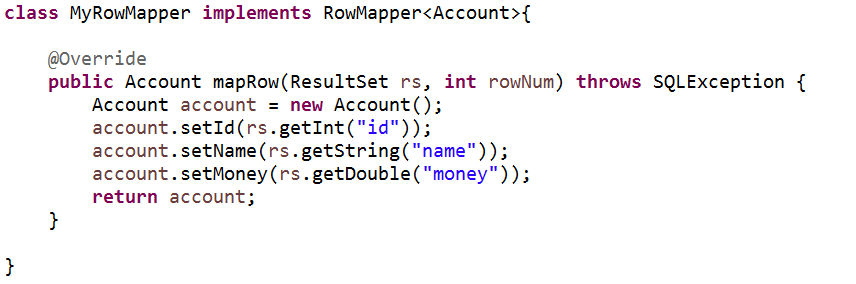 class MyRowMapper implements RowMapper<Account>{
@Override
public Account mapRow(ResultSet rs, int rowNum) throws SQLException {
Account account = new Account();
account.setId(rs.getInt("id"));
account.setName(rs.getString("name"));
account.setMoney(rs.getDouble("money"));
return account;
}
}